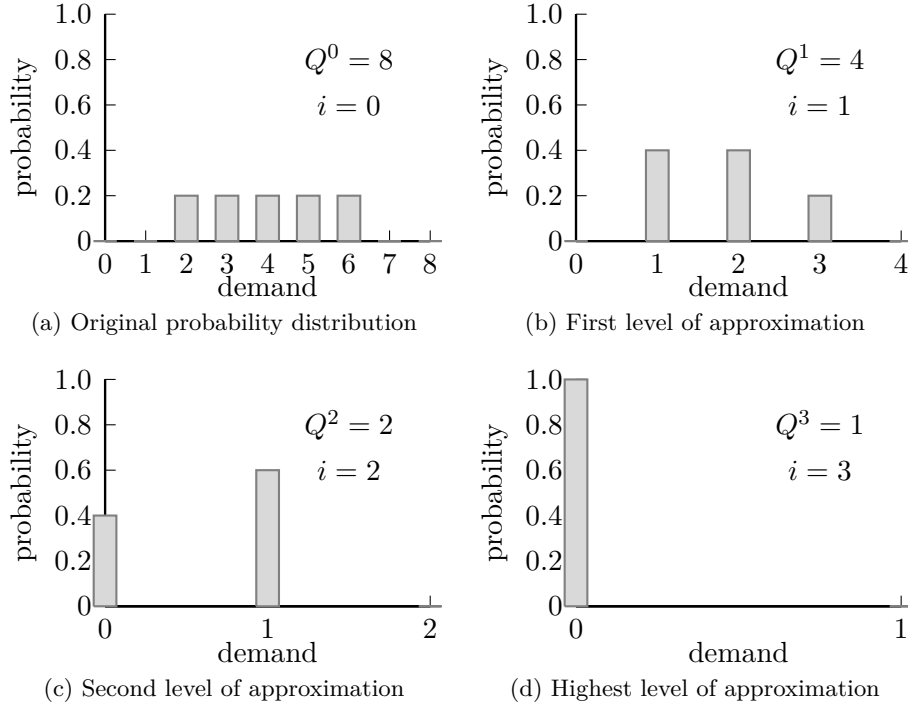 1.0
0.8
0.6
0.4
0.2
0
probability
Q^0 = 8
i = 0
0 1 2 3 4 5 6 7 8
demand
(a) Original probability distribution
1.0
0.8
0.6
0.4
0.2
0
probability
Q^1 = 4
i = 1
0 1 2 3 4
demand
(b) First level of approximation
1.0
0.8
0.6
0.4
0.2
0
probability
Q^2 = 2
i = 2
0 1 2
demand
(c) Second level of approximation
1.0
0.8
0.6
0.4
0.2
0
probability
Q^3 = 1
i = 3
0 1
demand
(d) Highest level of approximation